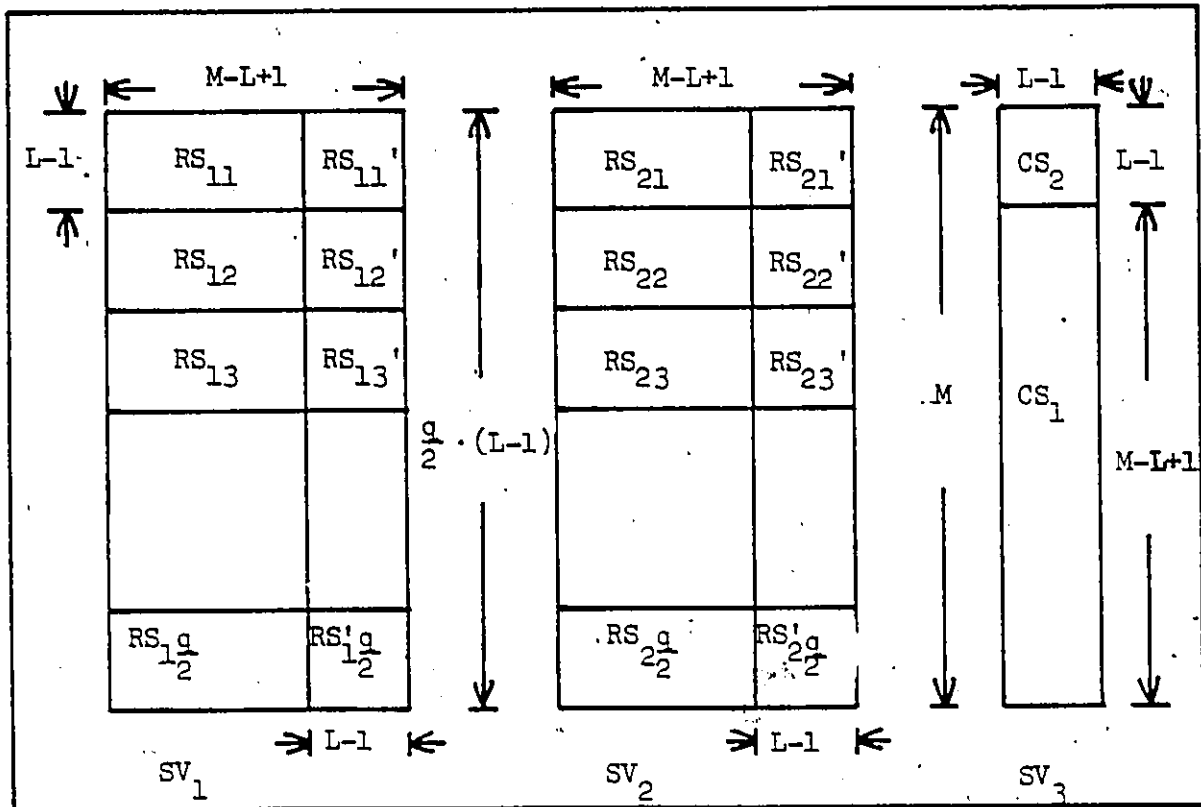 M-L+1 M-L+1 L-1
L-1 RS₁₁ RS₁₁' RS₂₁ RS₂₁' CS₂ L-1
RS₁₂ RS₁₂' RS₂₂ RS₂₂'
RS₁₃ RS₁₃' RS₂₃ RS₂₃' M CS₁
q/2 · (L-1) M-L+1
RS₁q/2 RS'₁q/2 RS₂q/2 RS'₂q/2
L-1 L-1
SV₁ SV₂ SV₃